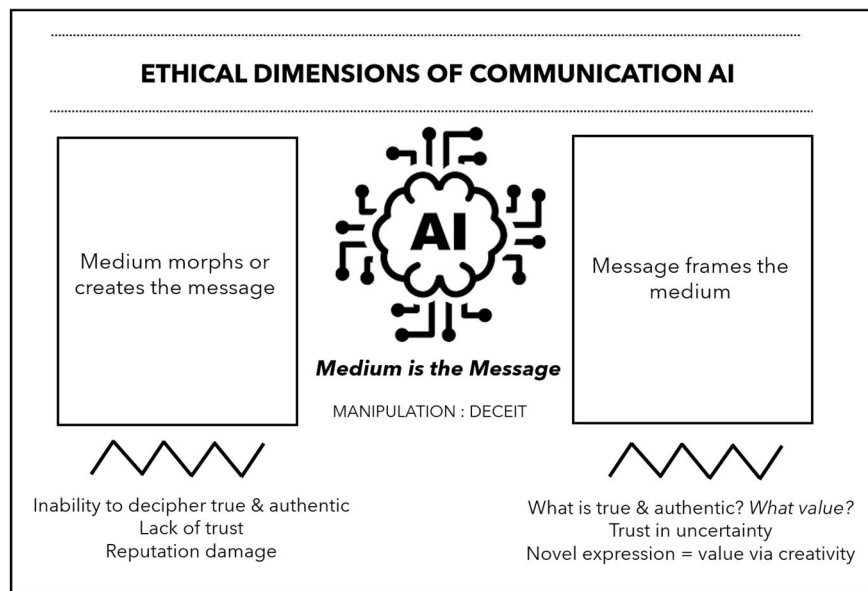 ETHICAL DIMENSIONS OF COMMUNICATION AI
Medium morphs or
creates the message
AI
Medium is the Message
MANIPULATION : DECEIT
Message frames the
medium
Inability to decipher true & authentic
Lack of trust
Reputation damage
What is true & authentic? What value?
Trust in uncertainty
Novel expression = value via creativity